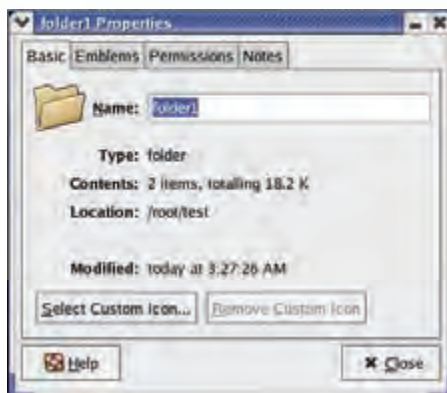 folder1 Properties
Basic Emblems Permissions Notes
Name: folder1
Type: folder
Contents: 2 items, totalling 18.2 K
Location: /root/test
Modified: today at 3:27:26 AM
Select Custom Icon... Remove Custom Icon
Help Close